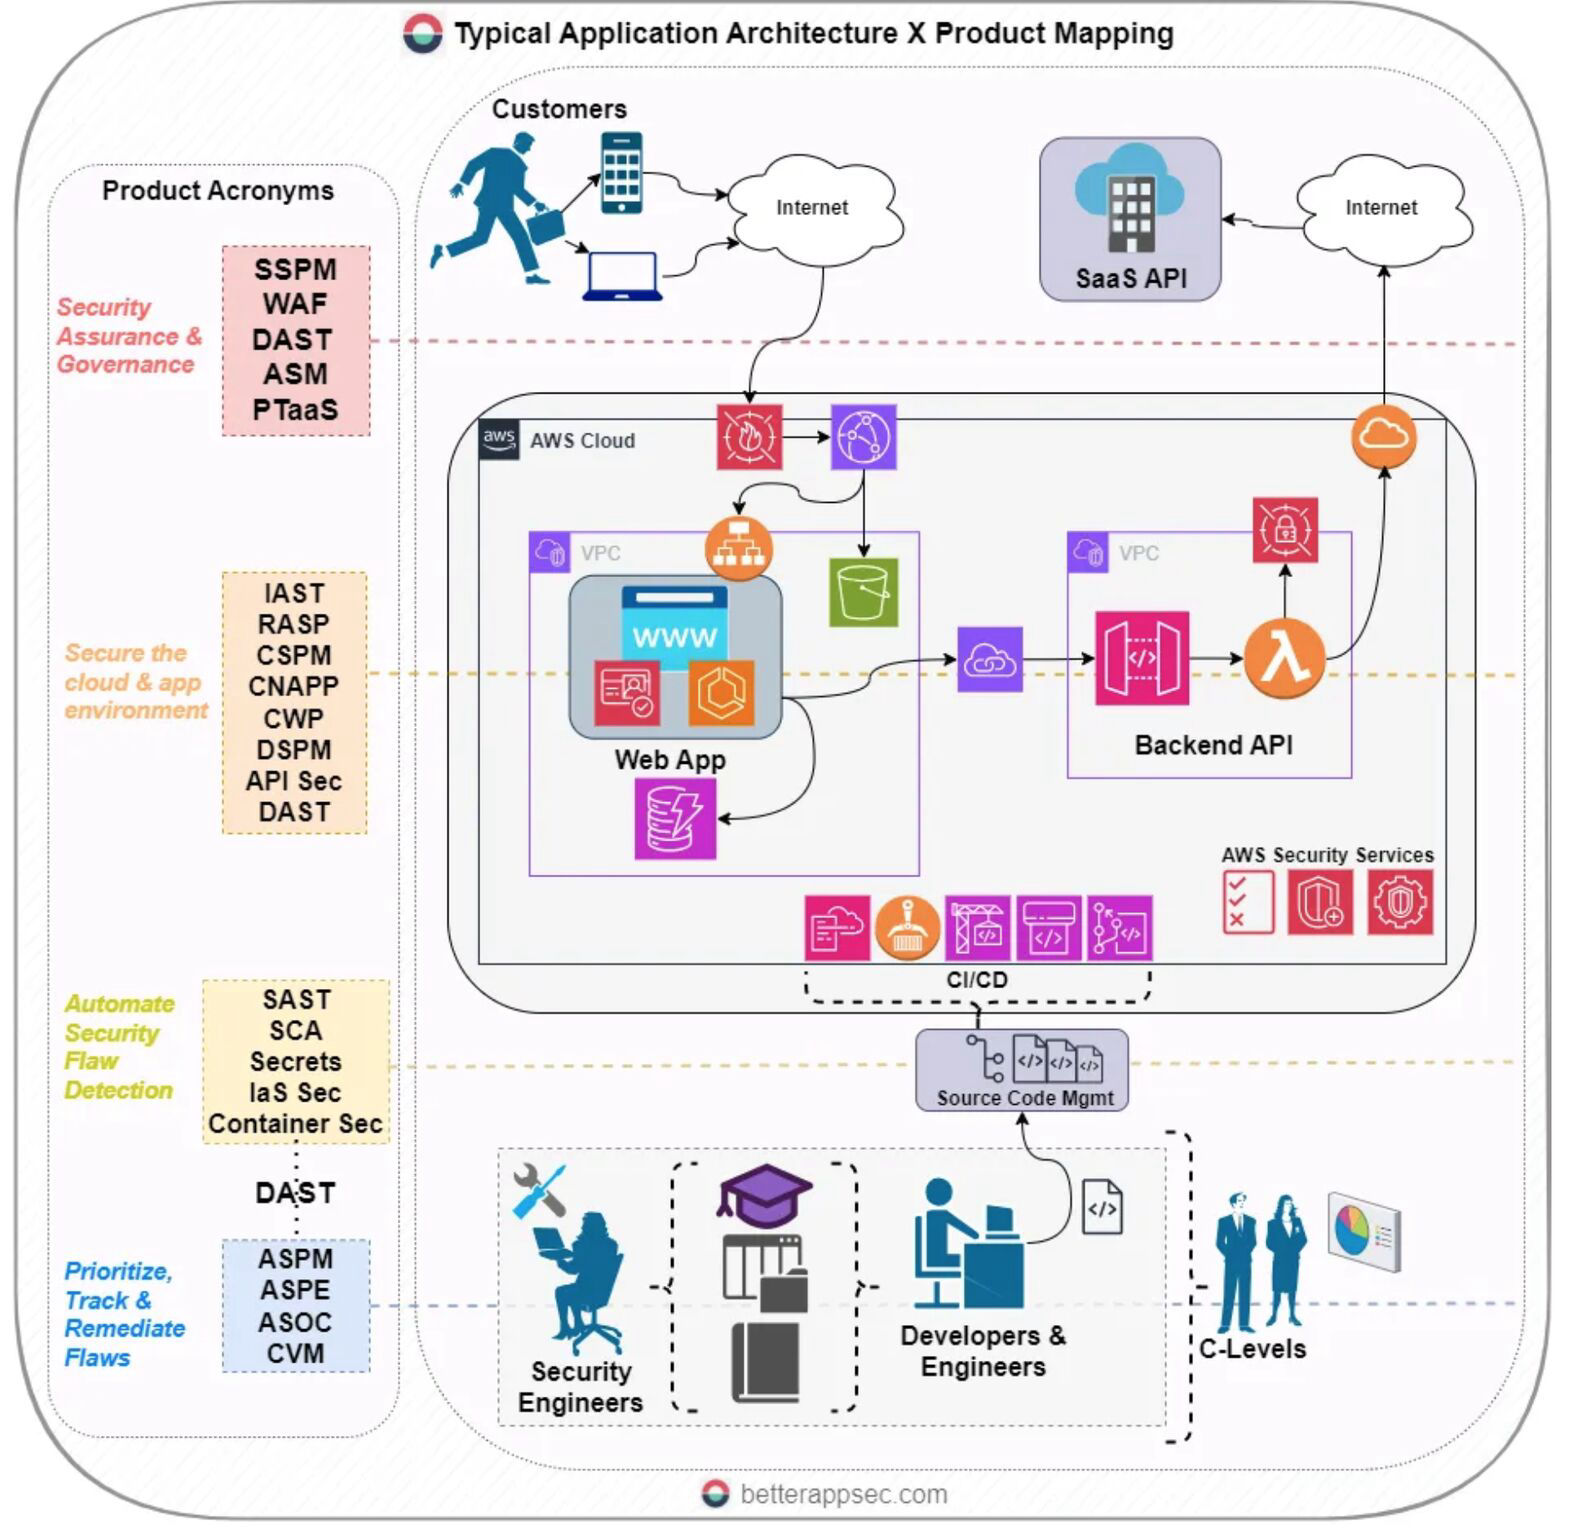 Typical Application Architecture X Product Mapping
Product Acronyms
Security
Assurance &
Governance
SSPM
WAF
DAST
ASM
PTaaS
Secure the
cloud & app
environment
IAST
RASP
CSPM
CNAPP
CWP
DSPM
API Sec
DAST
Automate
Security
Flaw
Detection
SAST
SCA
Secrets
IaS Sec
Container Sec
DAST
Prioritize,
Track &
Remediate
Flaws
ASPM
ASPE
ASOC
CVM
Customers
Internet
SaaS API
Internet
aws
AWS Cloud
VPC
www
Web App
VPC
</>
λ
Backend API
AWS Security Services
</>
</>
</>
CI/CD
</>
</>
</>
Source Code Mgmt
Security
Engineers
Developers &
Engineers
</>
C-Levels
betterappsec.com